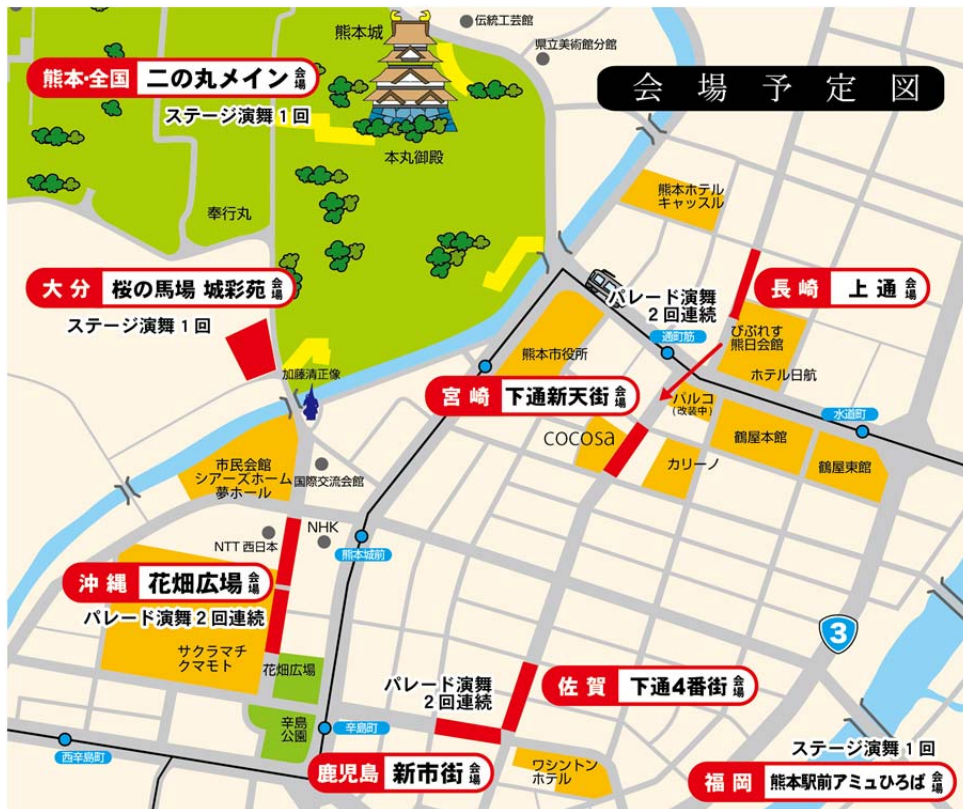 熊本城
伝統工芸館
県立美術館分館
会場予定図
熊本・全国 二の丸メイン会場
ステージ演舞1回
本丸御殿
奉行丸
熊本ホテル
キャッスル
大分 桜の馬場 城彩苑会場
ステージ演舞1回
パレード演舞
2回連続
長崎 上通会場
びぷれす
熊日会館
通町筋
熊本市役所
ホテル日航
加藤清正像
宮崎 下通新天街会場
パルコ
(改装中)
水道町
cocosa
鶴屋本館
カリーノ
鶴屋東館
市民会館
シアーズホーム
夢ホール
国際交流会館
NHK
NTT西日本
熊本城前
沖縄 花畑広場会場
パレード演舞2回連続
サクラマチ
クマモト
花畑広場
3
パレード演舞
2回連続
佐賀 下通4番街会場
辛島
公園
辛島町
西辛島町
鹿児島 新市街会場
ワシントン
ホテル
ステージ演舞1回
福岡 熊本駅前アミュひろば会場